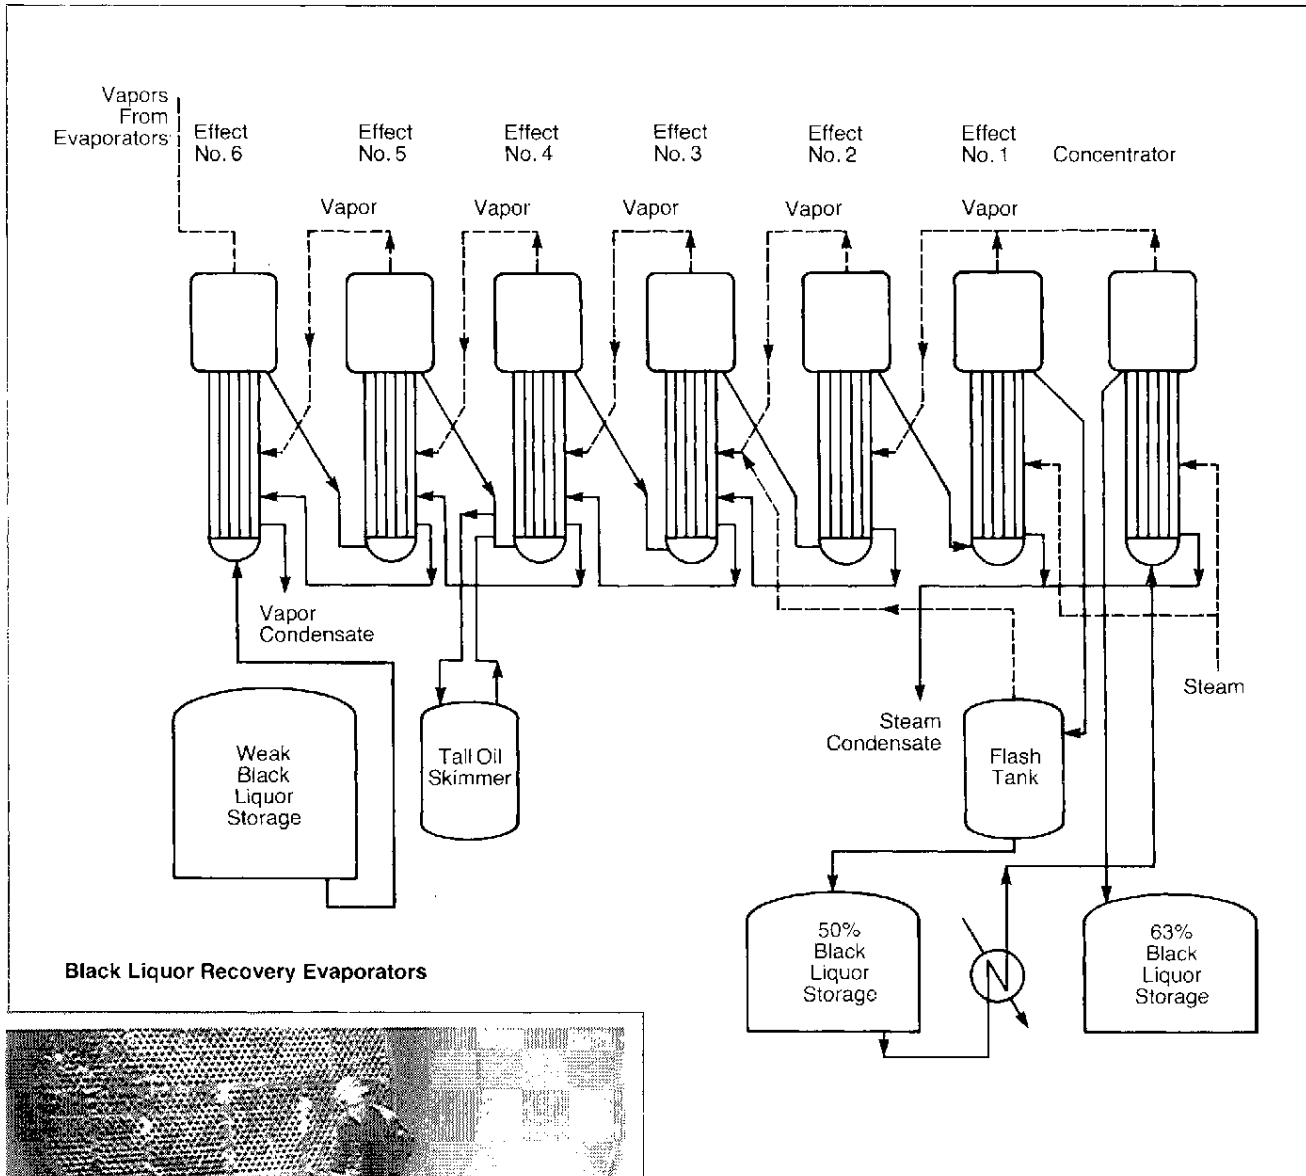 Vapors
From
Evaporators
Effect
No. 6
Effect
No. 5
Effect
No. 4
Effect
No. 3
Effect
No. 2
Effect
No. 1
Concentrator
Vapor
Vapor
Vapor
Vapor
Vapor
Vapor
Condensate
Steam
Steam
Condensate
Weak
Black
Liquor
Storage
Tall Oil
Skimmer
Flash
Tank
50%
Black
Liquor
Storage
63%
Black
Liquor
Storage
Black Liquor Recovery Evaporators